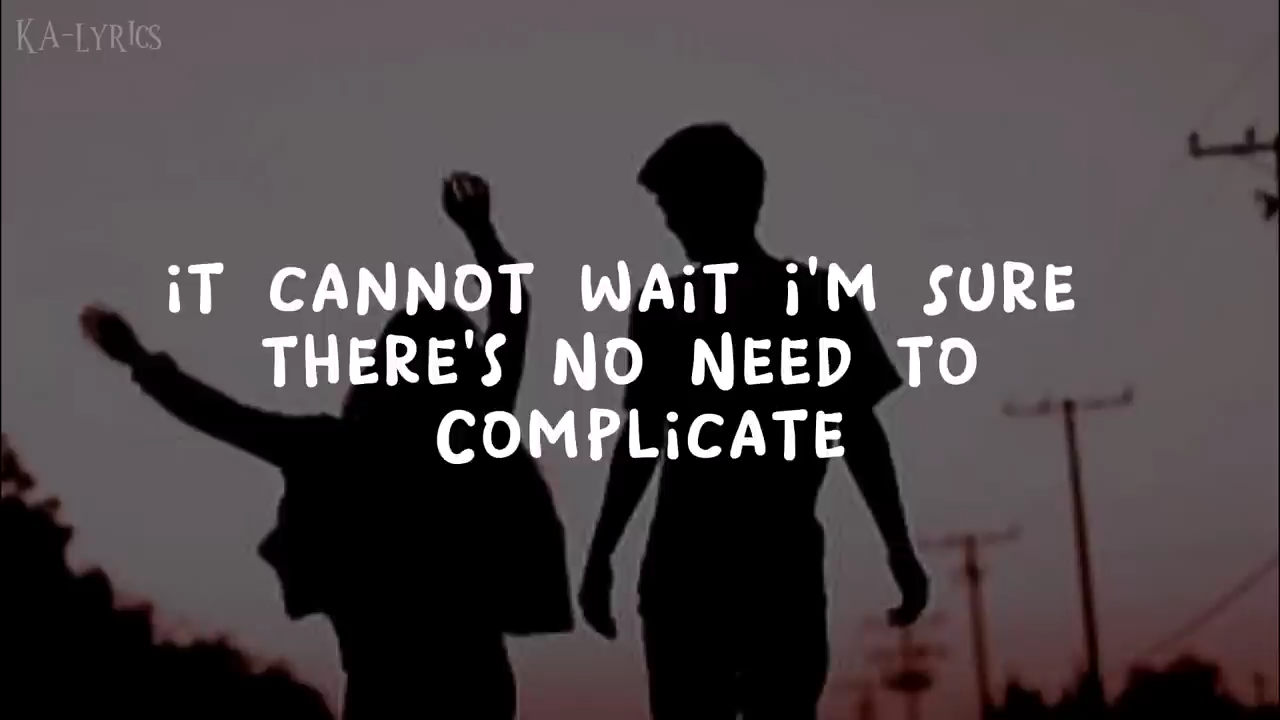 KA-LYRICS
iT CANNOT WAiT i'M SURE
THERE'S NO NEED TO
COMPLiCATE